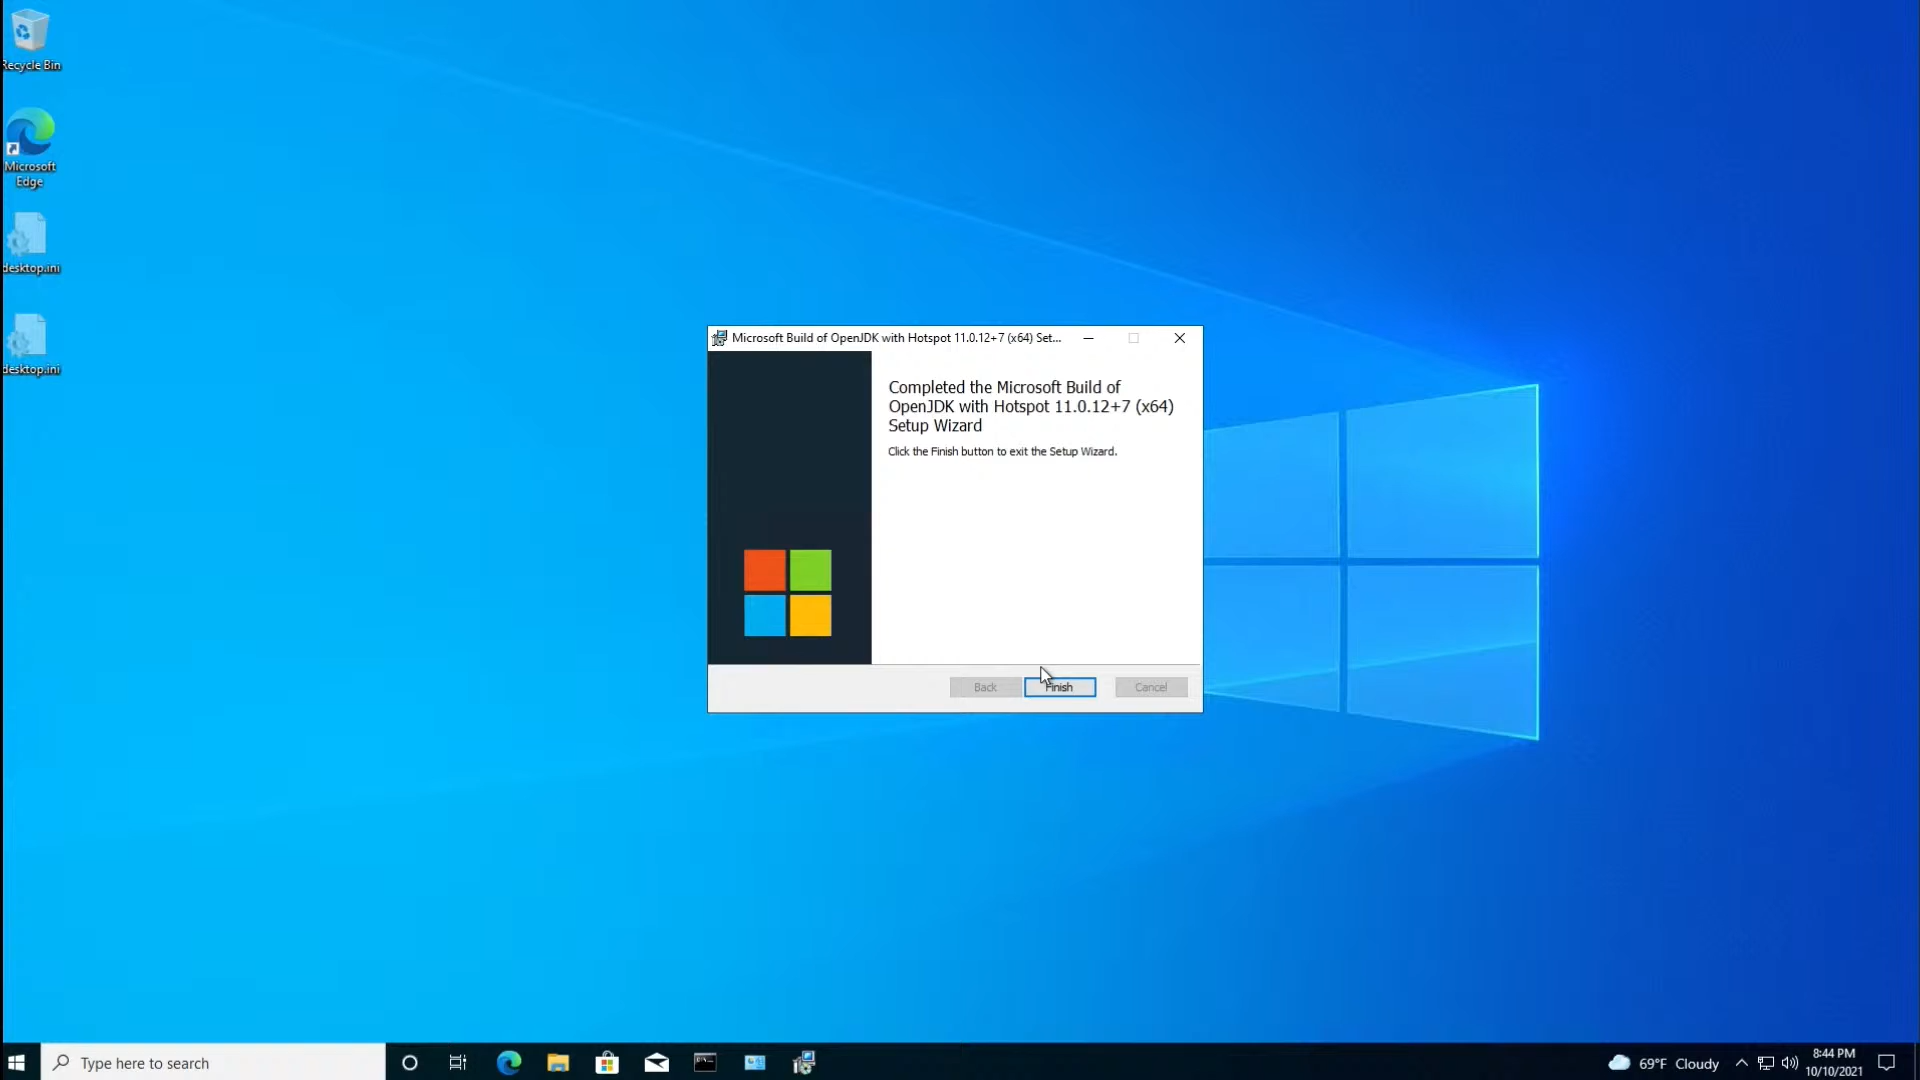 Recycle Bin
Microsoft
Edge
desktop.ini
desktop.ini
Microsoft Build of OpenJDK with Hotspot 11.0.12+7 (x64) Set...
Completed the Microsoft Build of
OpenJDK with Hotspot 11.0.12+7 (x64)
Setup Wizard
Click the Finish button to exit the Setup Wizard.
Back
Finish
Cancel
Type here to search
69°F Cloudy
8:44 PM
10/10/2021